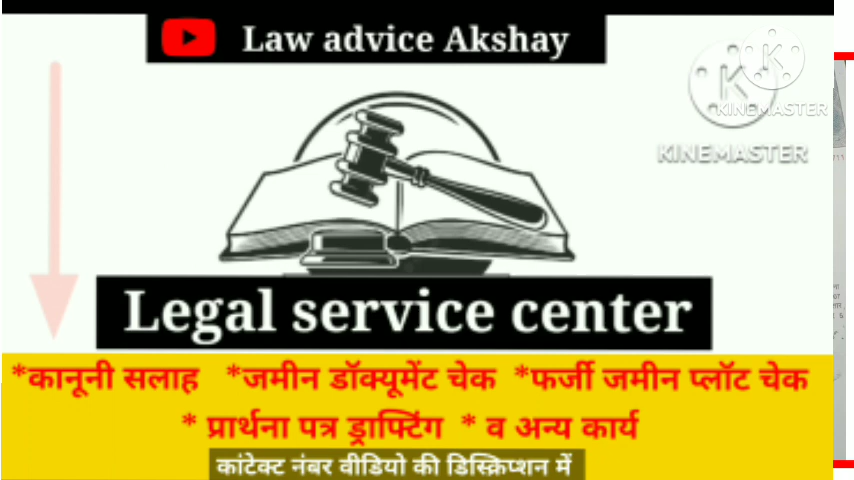 Law advice Akshay
KINEMASTER
KINEMASTER
Legal service center
*कानूनी सलाह *जमीन डॉक्यूमेंट चेक *फर्जी जमीन प्लॉट चेक
* प्रार्थना पत्र ड्राफ्टिंग * व अन्य कार्य
कांटेक्ट नंबर वीडियो की डिस्क्रिप्शन में